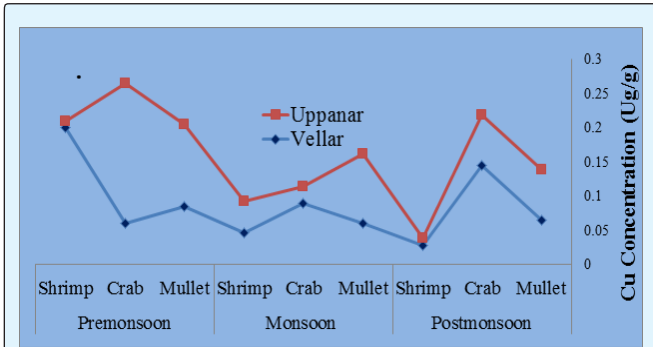 0.3
0.25
0.2
0.15
0.1
0.05
0
Cu Concentration (Ug/g)
Uppanar
Vellar
Shrimp Crab Mullet Shrimp Crab Mullet Shrimp Crab Mullet
Premonsoon Monsoon Postmonsoon